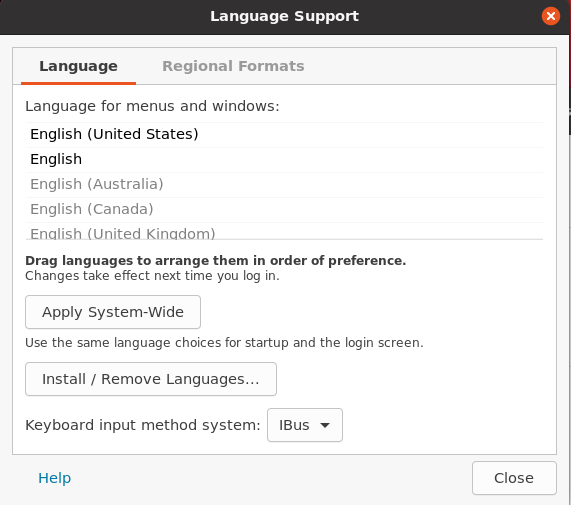 Language Support
Language
Regional Formats
Language for menus and windows:
English (United States)
English
English (Australia)
English (Canada)
English (United Kingdom)
Drag languages to arrange them in order of preference.
Changes take effect next time you log in.
Apply System-Wide
Use the same language choices for startup and the login screen.
Install / Remove Languages...
Keyboard input method system: IBus
Help
Close